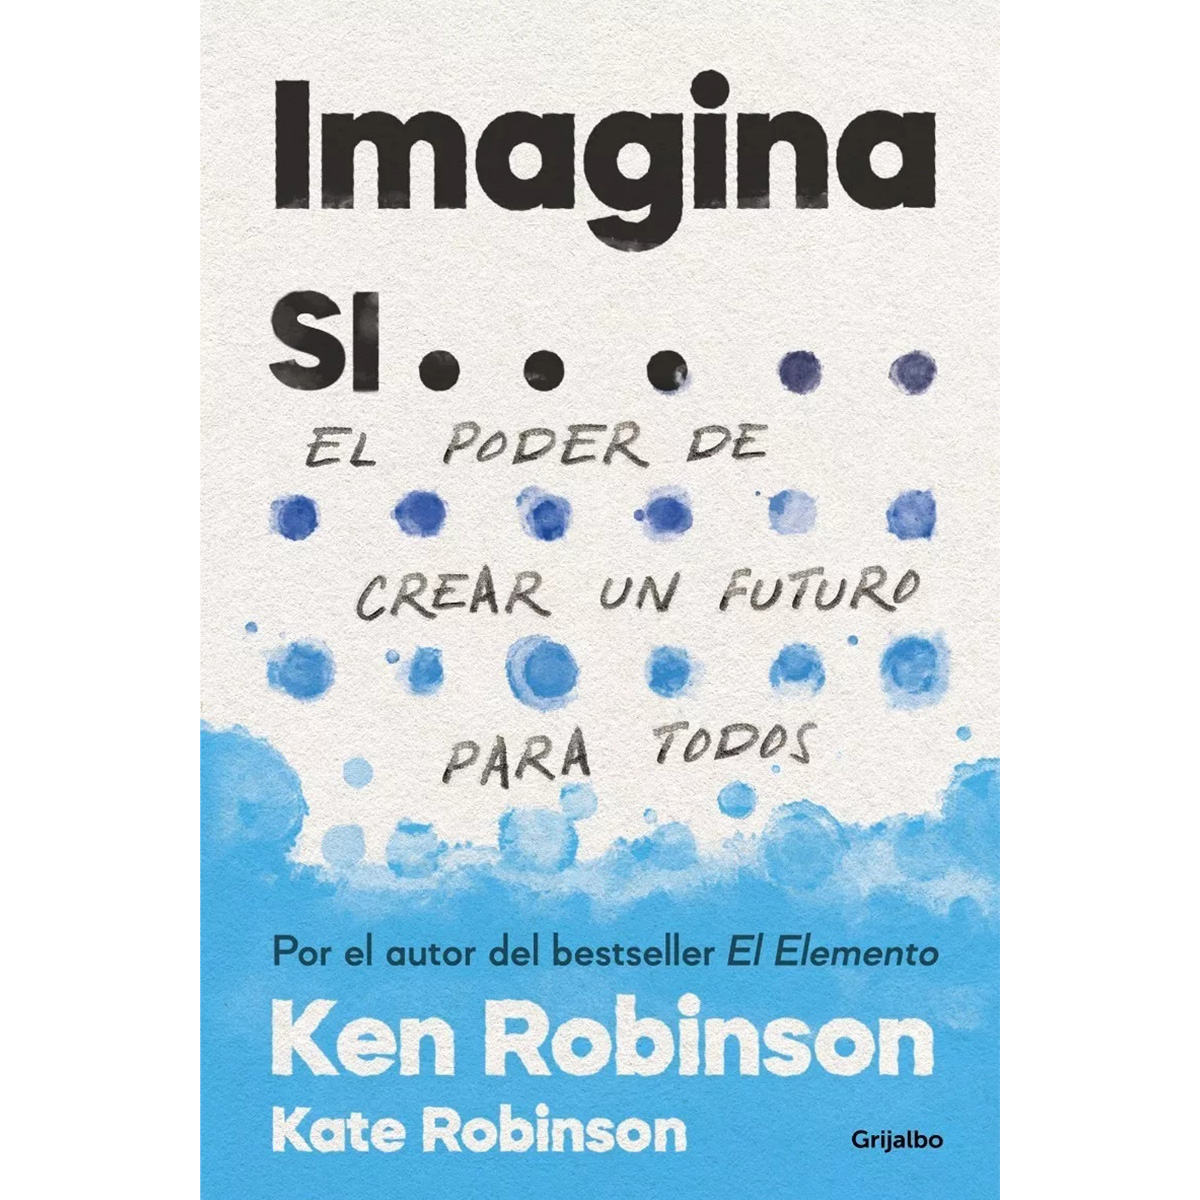 Imagina
SI.....
EL PODER DE
CREAR UN FUTURO
PARA TODOS
Por el autor del bestseller El Elemento
Ken Robinson
Kate Robinson
Grijalbo